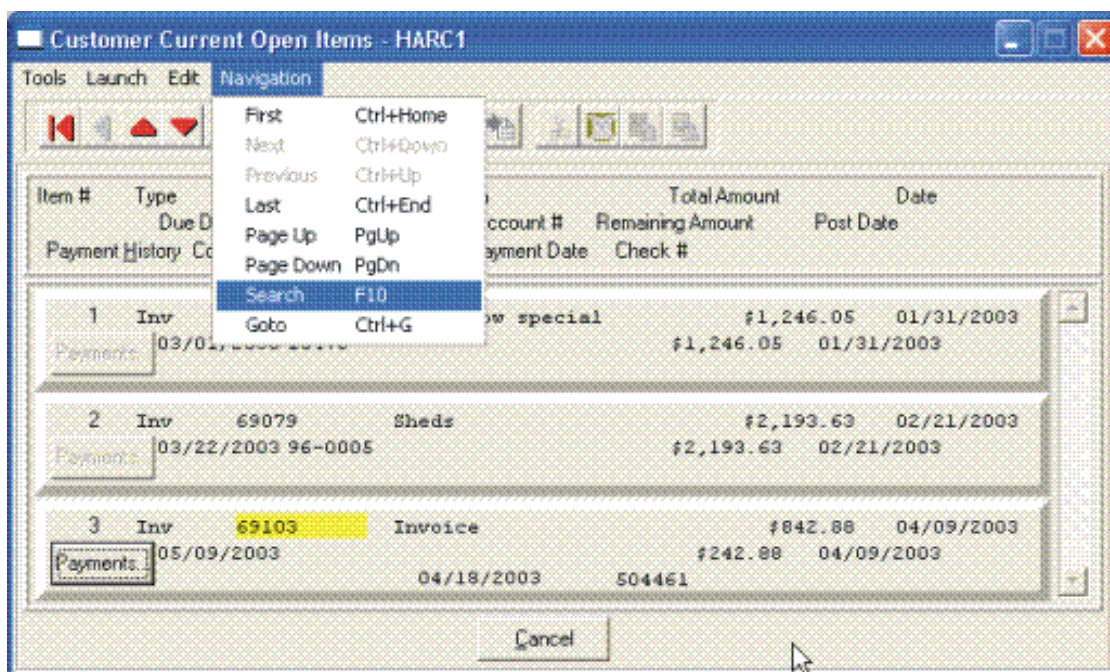 Customer Current Open Items - HARC1
Tools Launch Edit Navigation
First Ctrl+Home
Next Ctrl+Down
Previous Ctrl+Up
Last Ctrl+End
Page Up PgUp
Page Down PgDn
Search F10
Goto Ctrl+G
Item # Type Total Amount Date
Due D ccount # Remaining Amount Post Date
Payment History Co ayment Date Check #
1 Inv ow special $1,246.05 01/31/2003
Payments... $1,246.05 01/31/2003
2 Inv 69079 Sheds $2,193.63 02/21/2003
Payments... 03/22/2003 96-0005 $2,193.63 02/21/2003
3 Inv 69103 Invoice $842.88 04/09/2003
Payments... 05/09/2003 $242.88 04/09/2003
04/18/2003 504461
Cancel